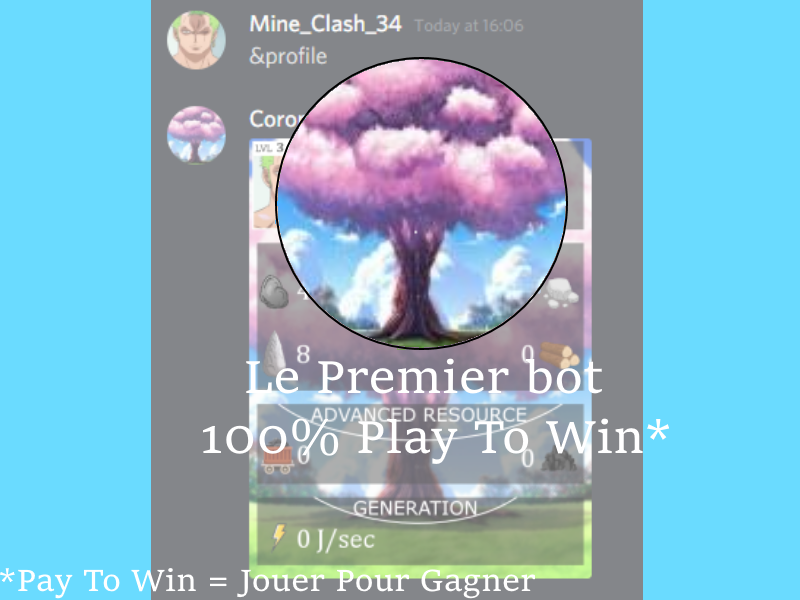 Mine_Clash_34 Today at 16:06
&profile
LVL 3
8 0
Le Premier bot
ADVANCED RESOURCE
100% Play To Win*
0 0
GENERATION
0 J/sec
*Pay To Win = Jouer Pour Gagner